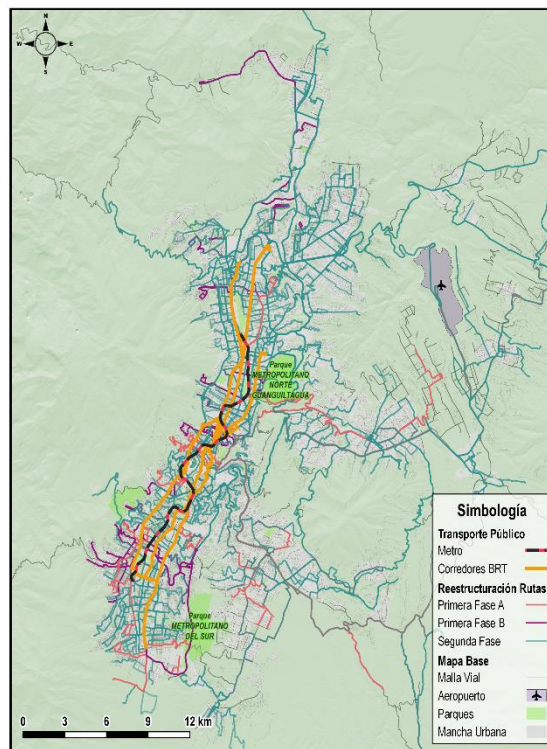 N
W E
S
Parque
METROPOLITANO
NORTE
GUANGUILTAGUA
Parque
METROPOLITANO
DEL SUR
Simbología
Transporte Público
Metro
Corredores BRT
Reestructuración Rutas
Primera Fase A
Primera Fase B
Segunda Fase
Mapa Base
Malla Vial
Aeropuerto
Parques
Mancha Urbana
0 3 6 9 12 km